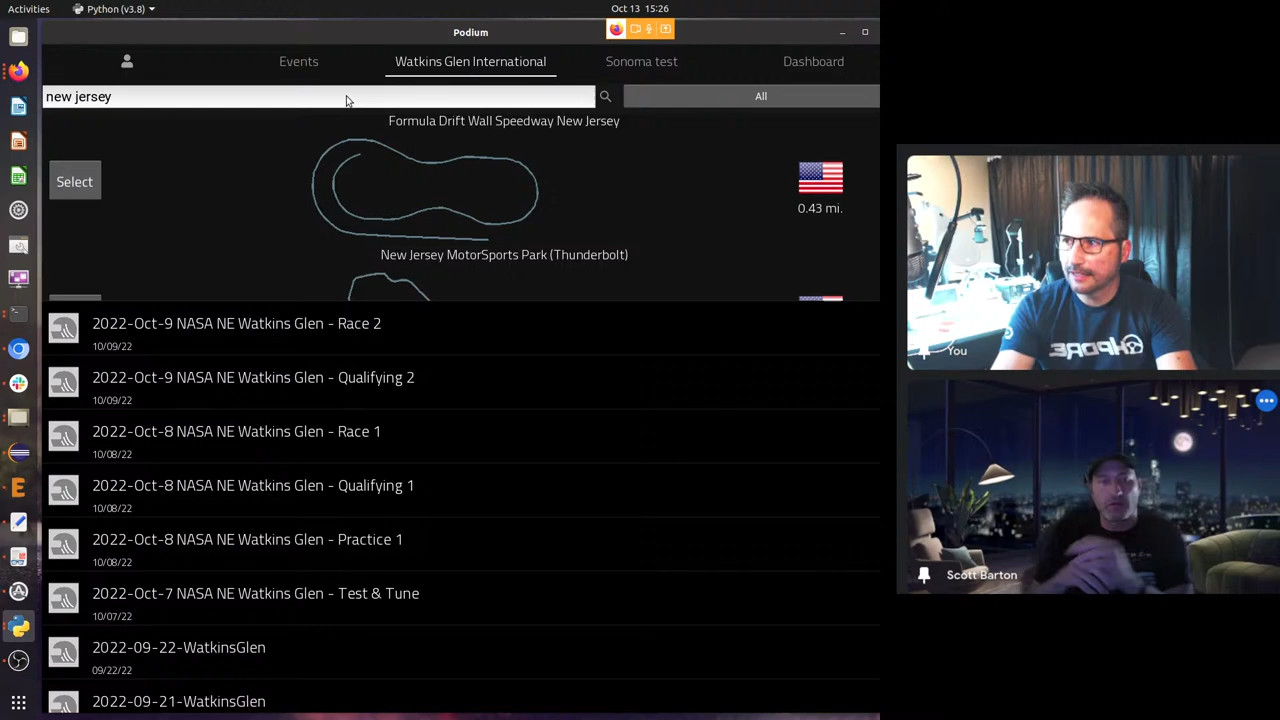 Activities
Python (v3.8)
Oct 13 15:26
Podium
Events
Watkins Glen International
Sonoma test
Dashboard
new jersey
All
Formula Drift Wall Speedway New Jersey
Select
0.43 mi.
New Jersey MotorSports Park (Thunderbolt)
2022-Oct-9 NASA NE Watkins Glen - Race 2
10/09/22
2022-Oct-9 NASA NE Watkins Glen - Qualifying 2
10/09/22
2022-Oct-8 NASA NE Watkins Glen - Race 1
10/08/22
2022-Oct-8 NASA NE Watkins Glen - Qualifying 1
10/08/22
2022-Oct-8 NASA NE Watkins Glen - Practice 1
10/08/22
2022-Oct-7 NASA NE Watkins Glen - Test & Tune
10/07/22
2022-09-22-WatkinsGlen
09/22/22
2022-09-21-WatkinsGlen
You
Scott Barton